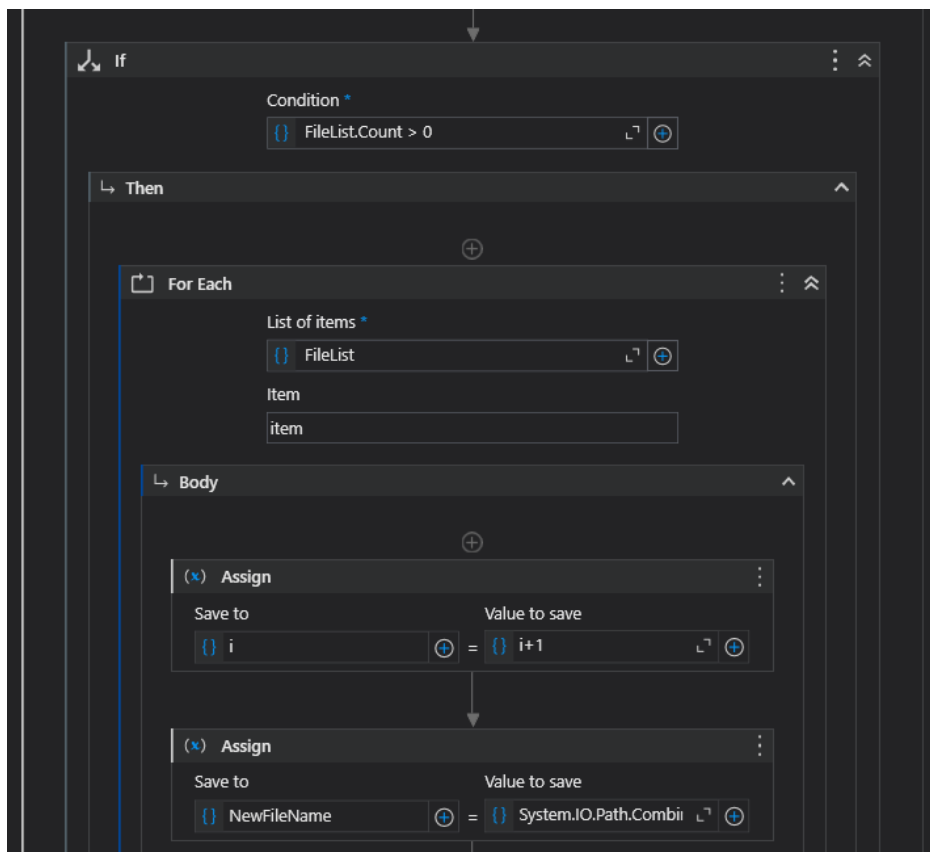 If
Condition *
{} FileList.Count > 0
Then
For Each
List of items *
{} FileList
Item
item
Body
(x) Assign
Save to Value to save
{} i = {} i+1
(x) Assign
Save to Value to save
{} NewFileName = {} System.IO.Path.Combi